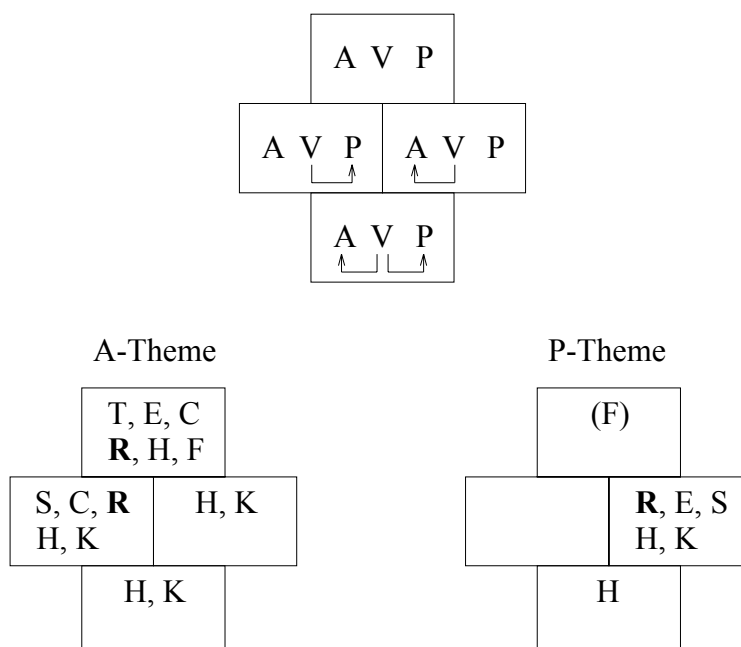 A V P
A V P A V P
A V P
A-Theme P-Theme
T, E, C (F)
R, H, F
S, C, R H, K R, E, S
H, K H, K
H, K H